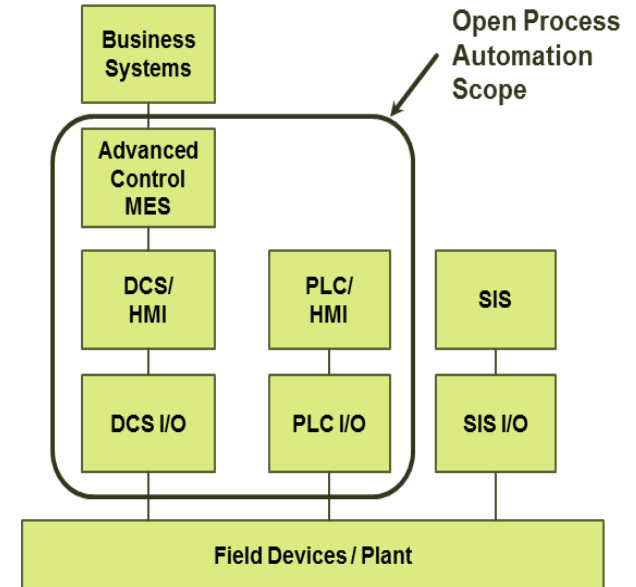 Business
Systems
Open Process
Automation
Scope
Advanced
Control
MES
DCS/
HMI
PLC/
HMI
SIS
DCS I/O
PLC I/O
SIS I/O
Field Devices / Plant